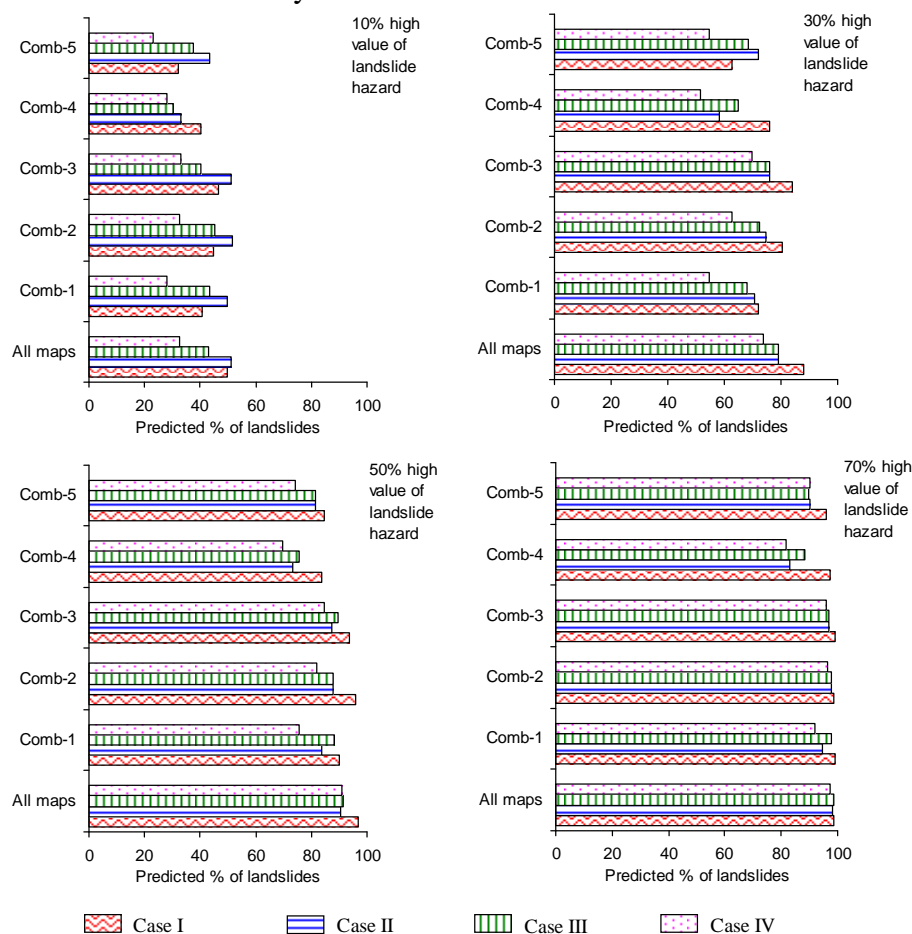 10% high
value of
landslide
hazard
Comb-5
Comb-4
Comb-3
Comb-2
Comb-1
All maps
0 20 40 60 80 100
Predicted % of landslides
30% high
value of
landslide
hazard
Comb-5
Comb-4
Comb-3
Comb-2
Comb-1
All maps
0 20 40 60 80 100
Predicted % of landslides
50% high
value of
landslide
hazard
Comb-5
Comb-4
Comb-3
Comb-2
Comb-1
All maps
0 20 40 60 80 100
Predicted % of landslides
70% high
value of
landslide
hazard
Comb-5
Comb-4
Comb-3
Comb-2
Comb-1
All maps
0 20 40 60 80 100
Predicted % of landslides
Case I Case II Case III Case IV